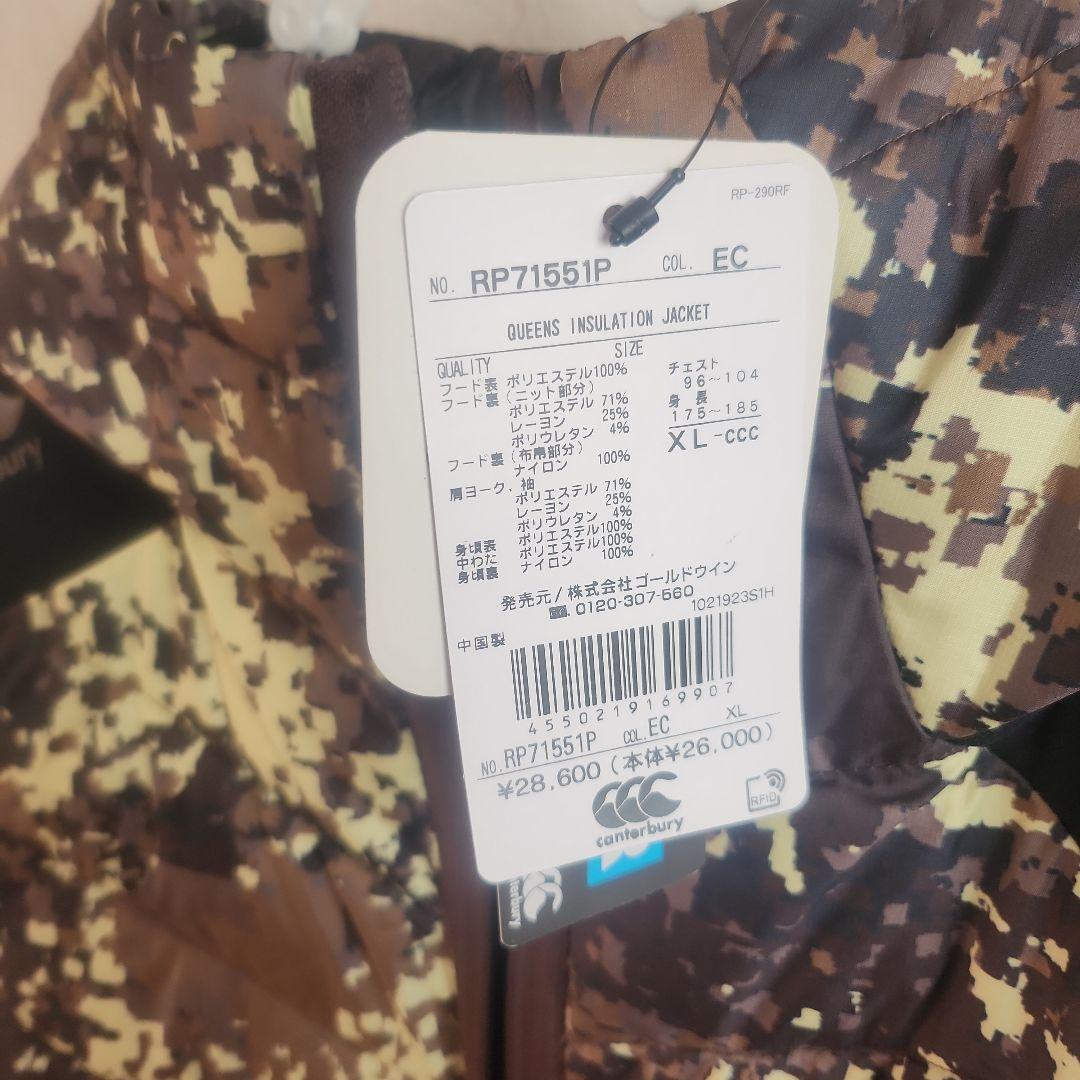 RP-290RF
NO. RP71551P COL. EC
QUEENS INSULATION JACKET
QUALITY SIZE
フード表 ポリエステル100%
フード裏(ニット部分)
ポリエステル 71%
レーヨン 25%
ポリウレタン 4%
フード裏(布帛部分)
ナイロン 100%
肩ヨーク、袖
ポリエステル 71%
レーヨン 25%
ポリウレタン 4%
身頃表 ポリエステル100%
中わた ポリエステル100%
身頃裏 ナイロン 100%
チェスト
96~104
身長
175~185
XL-CCC
発売元/株式会社ゴールドウイン
☎. 0120-307-560
1021923S1H
中国製
4550219169907
NO. RP71551P COL. EC XL
¥28,600 (本体¥26,000)
canterbury
RFID
bury
terbury